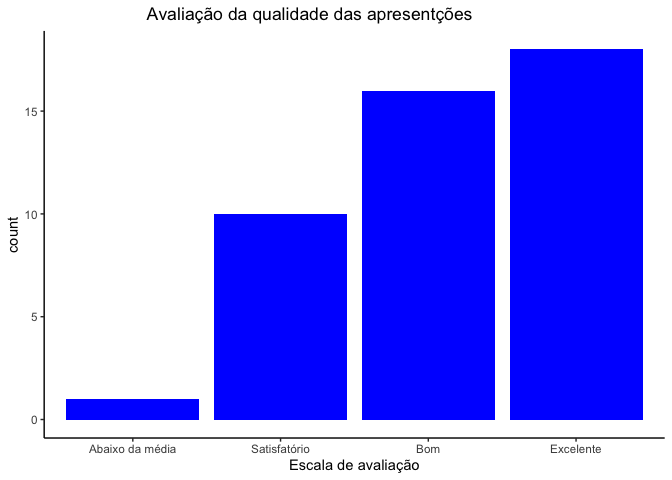 Avaliação da qualidade das apresentções
count
15
10
5
0
Abaixo da média
Satisfatório
Bom
Excelente
Escala de avaliação